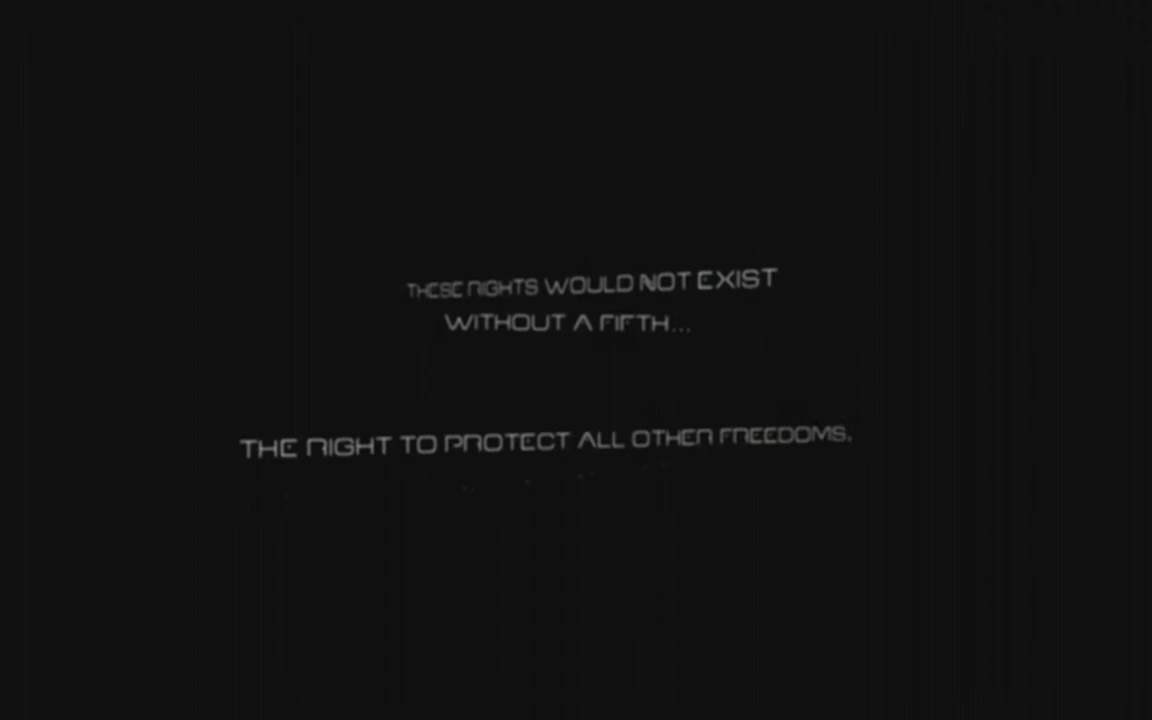 THESE RIGHTS WOULD NOT EXIST
WITHOUT A FIFTH...
THE RIGHT TO PROTECT ALL OTHER FREEDOMS.